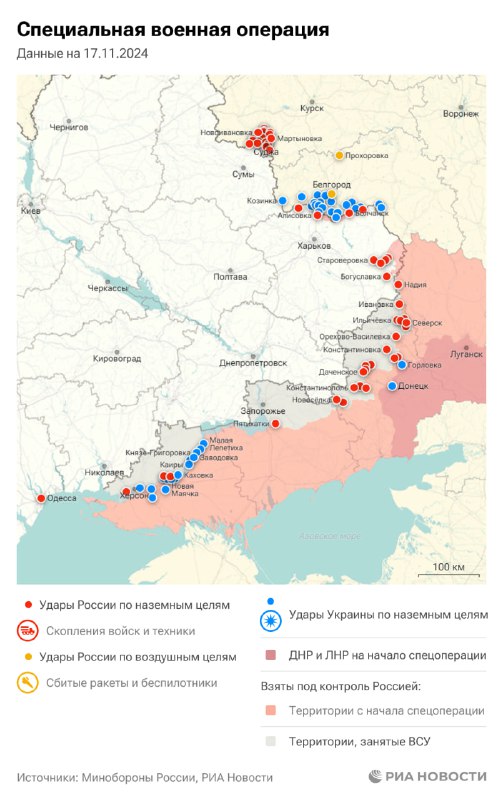 Специальная военная операция
Данные на 17.11.2024
Курск
Воронеж
Чернигов
Новоивановка
Мартыновка
Суджа
Прохоровка
Сумы
Белгород
Козинка
Киев
Алисовка
Волчанск
Харьков
Староверовка
Полтава
Богуславка
Надия
Черкассы
Ивановка
Ильичёвка
Северск
Орехово-Василевка
Кировоград
Константиновка
Луганск
Днепропетровск
Горловка
Даченское
Константинополь
Донецк
Новосёлка
Запорожье
Пятихатки
Малая
Лепетиха
Князе-Григоровка
Заводовка
Каиры
Николаев
Каховка
Новая
Маячка
Херсон
Одесса
Азовское море
100 км
Удары России по наземным целям
Скопления войск и техники
Удары России по воздушным целям
Сбитые ракеты и беспилотники
Удары Украины по наземным целям
ДНР и ЛНР на начало спецоперации
Взяты под контроль Россией:
Территории с начала спецоперации
Территории, занятые ВСУ
Источники: Минобороны России, РИА Новости
РИА НОВОСТИ